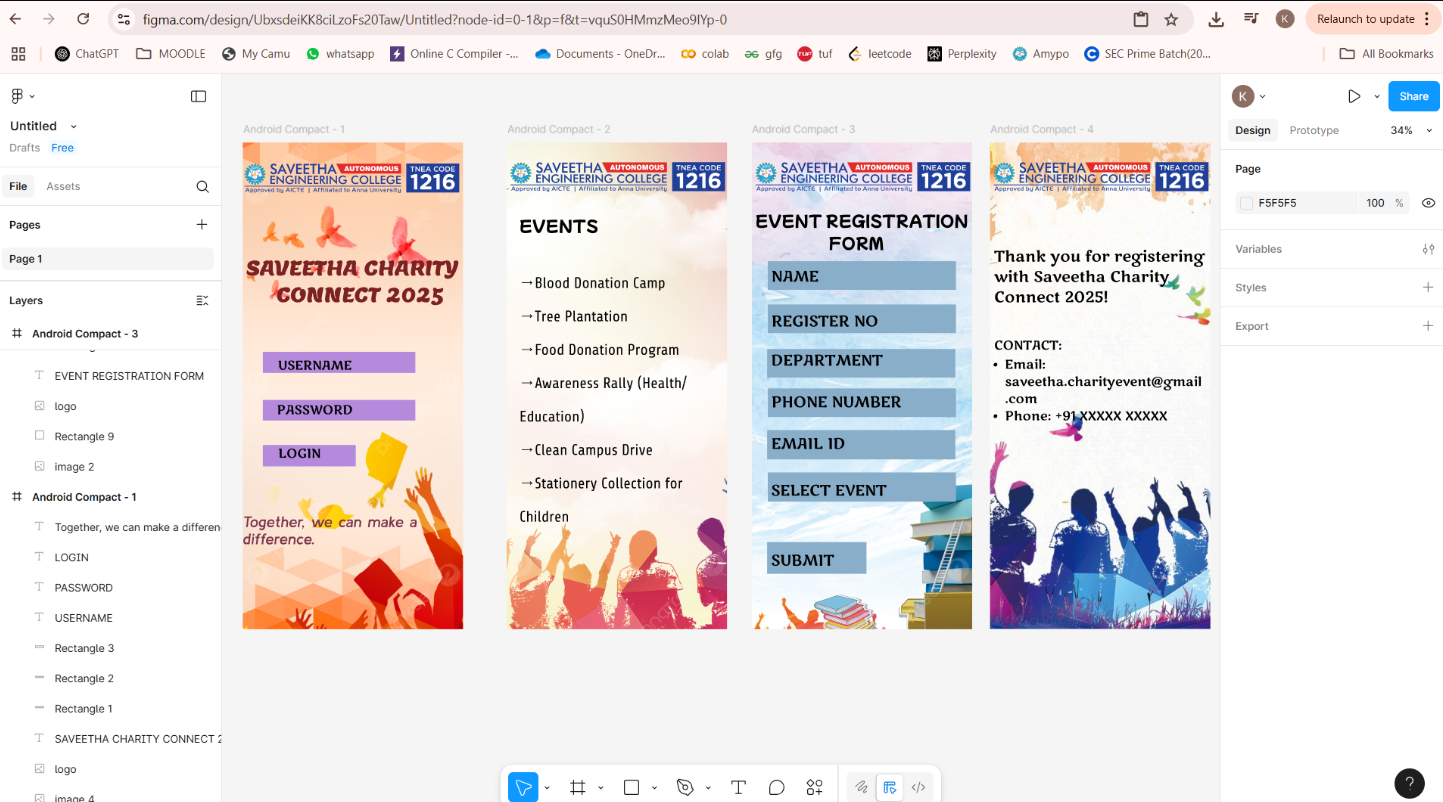 figma.com/design/UbxsdeiKK8ciLzoFs20Taw/Untitled?node-id=0-1&p=f&t=vquS0HMmzMeo9IYp-0
K
Relaunch to update
ChatGPT
MOODLE
My Camu
whatsapp
Online C Compiler -...
Documents - OneDr...
colab
gfg
tuf
leetcode
Perplexity
Amypo
SEC Prime Batch(20...
All Bookmarks
Untitled
Drafts Free
File Assets
Pages
Page 1
Layers
Android Compact - 3
EVENT REGISTRATION FORM
logo
Rectangle 9
image 2
Android Compact - 1
Together, we can make a differen
LOGIN
PASSWORD
USERNAME
Rectangle 3
Rectangle 2
Rectangle 1
SAVEETHA CHARITY CONNECT 2
logo
image 4
Android Compact - 1
SAVEETHA AUTONOMOUS
ENGINEERING COLLEGE
Approved by AICTE | Affiliated to Anna University
TNEA CODE
1216
SAVEETHA CHARITY
CONNECT 2025
USERNAME
PASSWORD
LOGIN
Together, we can make a
difference.
Android Compact - 2
SAVEETHA AUTONOMOUS
ENGINEERING COLLEGE
Approved by AICTE | Affiliated to Anna University
TNEA CODE
1216
EVENTS
→Blood Donation Camp
→Tree Plantation
→Food Donation Program
→Awareness Rally (Health/
Education)
→Clean Campus Drive
→Stationery Collection for
Children
Android Compact - 3
SAVEETHA AUTONOMOUS
ENGINEERING COLLEGE
Approved by AICTE | Affiliated to Anna University
TNEA CODE
1216
EVENT REGISTRATION
FORM
NAME
REGISTER NO
DEPARTMENT
PHONE NUMBER
EMAIL ID
SELECT EVENT
SUBMIT
Android Compact - 4
SAVEETHA AUTONOMOUS
ENGINEERING COLLEGE
Approved by AICTE | Affiliated to Anna University
TNEA CODE
1216
Thank you for registering
with Saveetha Charity
Connect 2025!
CONTACT:
• Email:
saveetha.charityevent@gmail
.com
• Phone: +91 XXXXX XXXXX
K
Share
Design Prototype 34%
Page
F5F5F5 100 %
Variables
Styles
Export
?